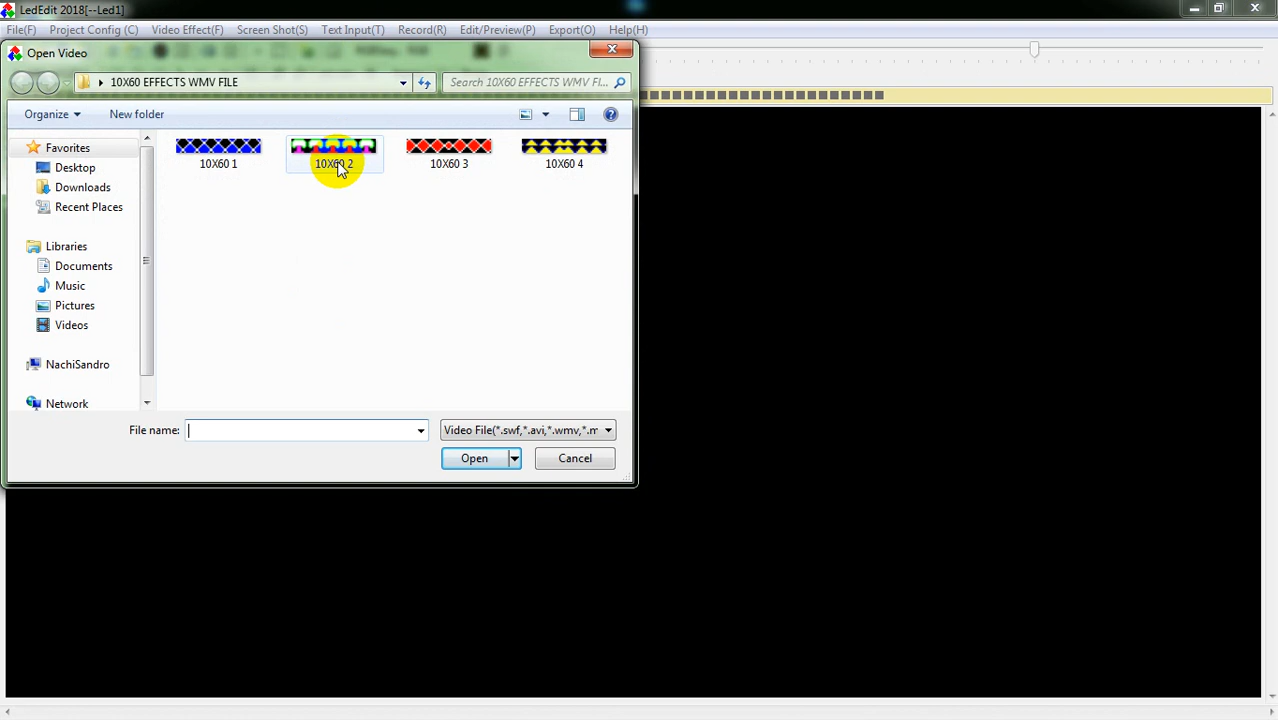 LedEdit 2018[--Led1]
File(F) Project Config (C) Video Effect(F) Screen Shot(S) Text Input(T) Record(R) Edit/Preview(P) Export(O) Help(H)
Open Video
10X60 EFFECTS WMV FILE
Search 10X60 EFFECTS WMV FI...
Organize
New folder
Favorites
Desktop
Downloads
Recent Places
Libraries
Documents
Music
Pictures
Videos
NachiSandro
Network
10X60 1
10X60 2
10X60 3
10X60 4
File name:
Video File(*.swf,*.avi,*.wmv,*.m
Open
Cancel